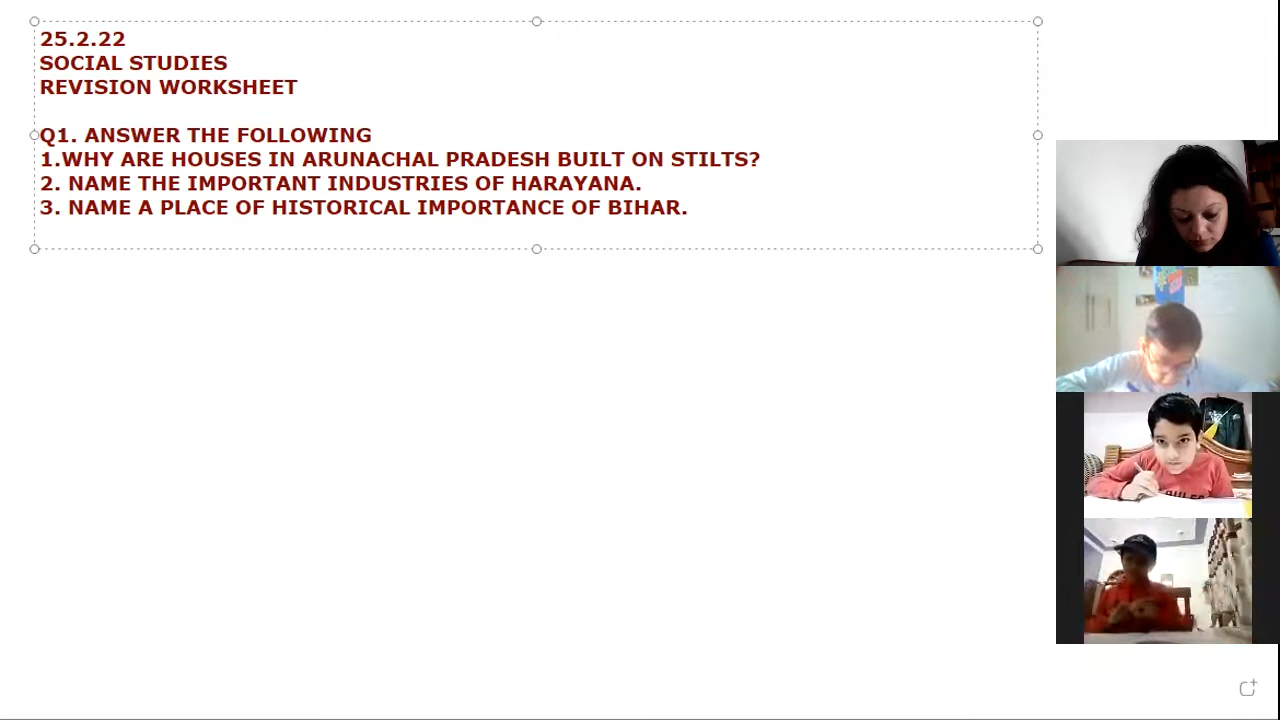 25.2.22
SOCIAL STUDIES
REVISION WORKSHEET
Q1. ANSWER THE FOLLOWING
1.WHY ARE HOUSES IN ARUNACHAL PRADESH BUILT ON STILTS?
2. NAME THE IMPORTANT INDUSTRIES OF HARAYANA.
3. NAME A PLACE OF HISTORICAL IMPORTANCE OF BIHAR.